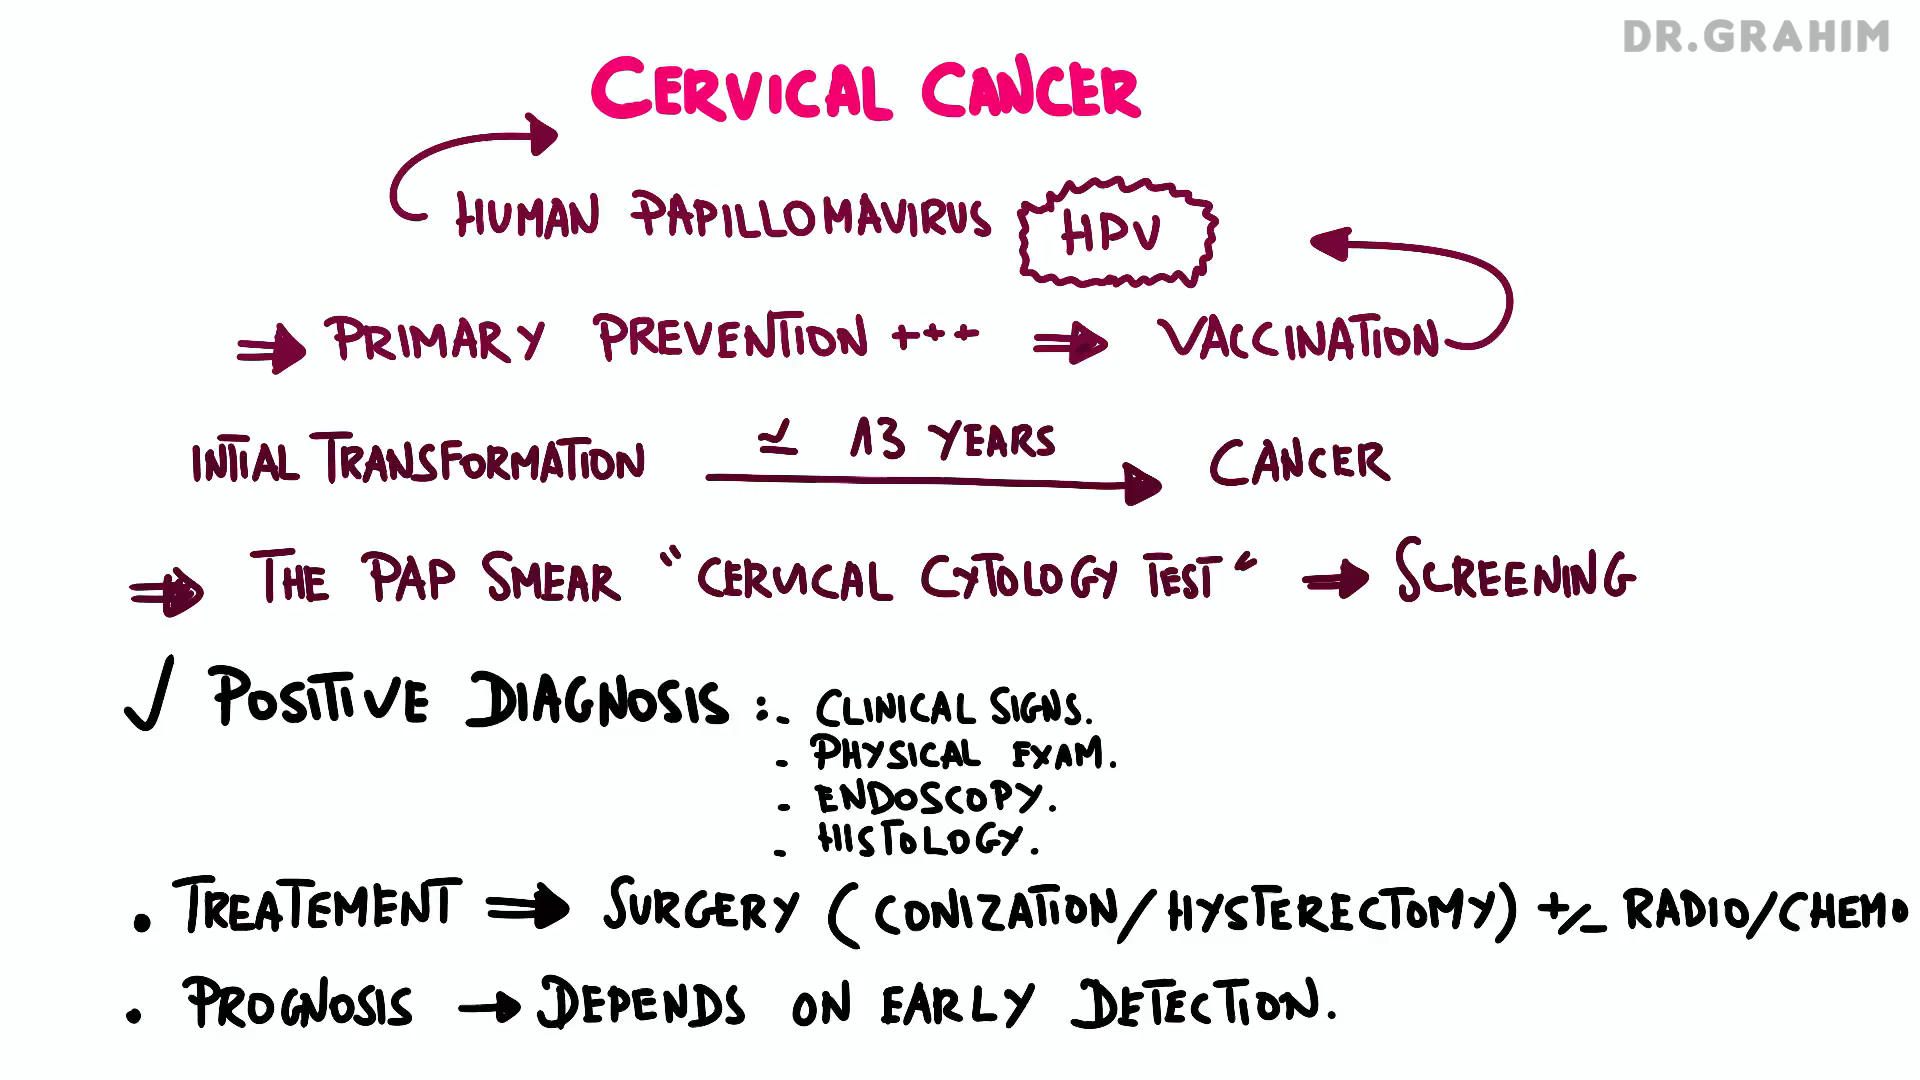 DR.GRAHIM
CERVICAL CANCER
HUMAN PAPILLOMAVIRUS HPV
⇒ PRIMARY PREVENTION +++ ⇒ VACCINATION
INTIAL TRANSFORMATION ≃ 13 YEARS → CANCER
⇒ THE PAP SMEAR "CERVICAL CYTOLOGY TEST" → SCREENING
✓ POSITIVE DIAGNOSIS : - CLINICAL SIGNS.
- PHYSICAL EXAM.
- ENDOSCOPY.
- HISTOLOGY.
• TREATEMENT ⇒ SURGERY (CONIZATION/HYSTERECTOMY) +/- RADIO/CHEMO
• PROGNOSIS → DEPENDS ON EARLY DETECTION.